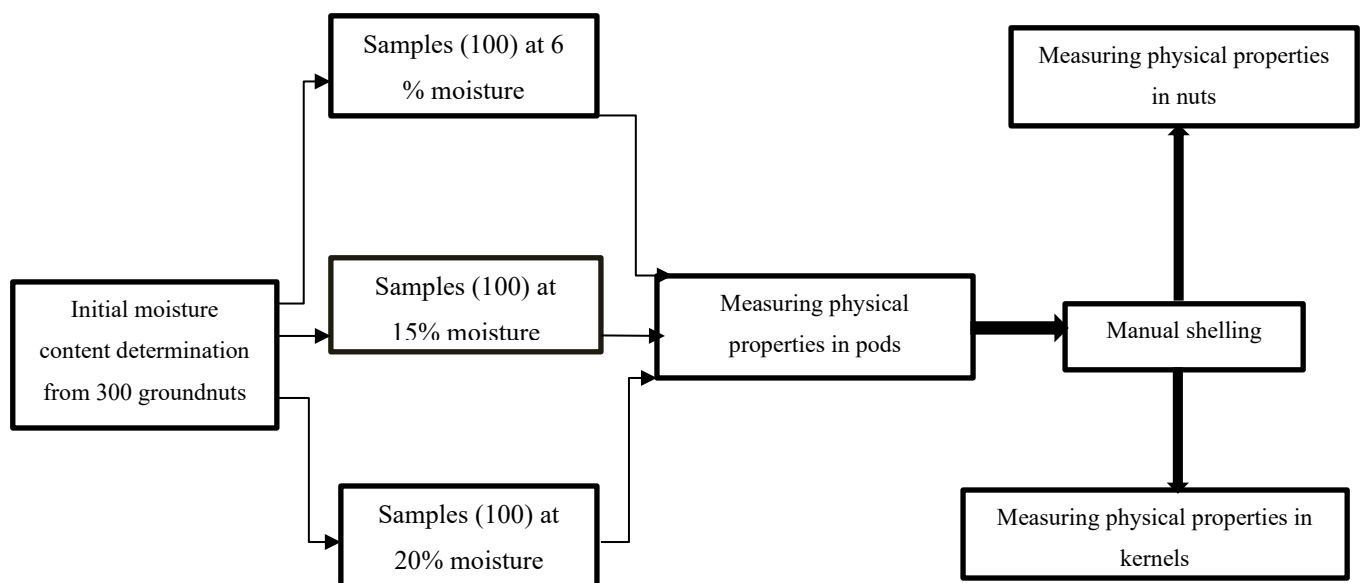 Samples (100) at 6
% moisture
Measuring physical properties
in nuts
Initial moisture
content determination
from 300 groundnuts
Samples (100) at
15% moisture
Measuring physical
properties in pods
Manual shelling
Samples (100) at
20% moisture
Measuring physical properties in
kernels